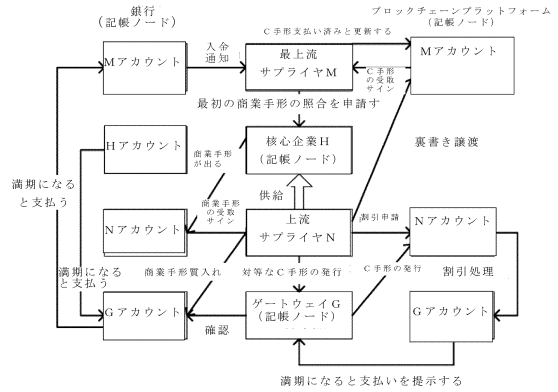 銀行
(記帳ノード)
ブロックチェーンプラットフォーム
(記帳ノード)
C手形支払い済みと更新する
Mアカウント
入金
通知
最上流
サプライヤM
C手形
の受取
サイン
Mアカウント
最初の商業手形の照合を申請す
Hアカウント
商業手形
が出る
核心企業H
(記帳ノード)
裏書き譲渡
満期になる
と支払う
商業手形
の受取
サイン
供給
Nアカウント
上流
サプライヤN
割引申請
Nアカウント
満期になる
と支払う
商業手形質入れ
対等なC手形の発行
C手形の発行
割引処理
Gアカウント
確認
ゲートウェイG
(記帳ノード)
Gアカウント
満期になると支払いを提示する